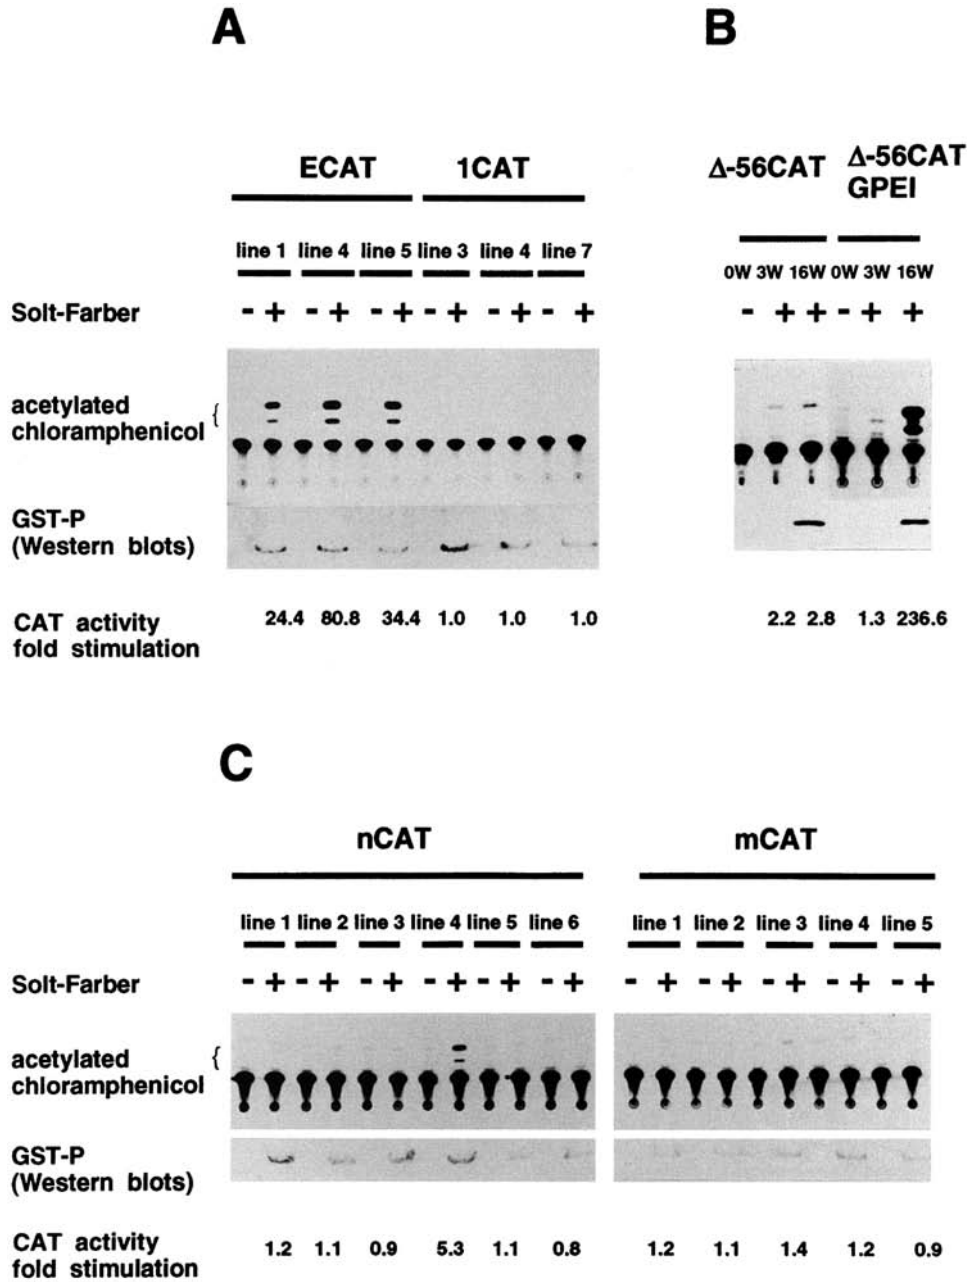 A
B
ECAT 1CAT
Δ-56CAT Δ-56CAT GPEI
line 1 line 4 line 5 line 3 line 4 line 7
0W 3W 16W 0W 3W 16W
Solt-Farber - + - + - + - + - + - +
- + + - + +
acetylated chloramphenicol {
GST-P (Western blots)
CAT activity fold stimulation 24.4 80.8 34.4 1.0 1.0 1.0
2.2 2.8 1.3 236.6
C
nCAT mCAT
line 1 line 2 line 3 line 4 line 5 line 6
line 1 line 2 line 3 line 4 line 5
Solt-Farber - + - + - + - + - + - +
- + - + - + - + - +
acetylated chloramphenicol {
GST-P (Western blots)
CAT activity fold stimulation 1.2 1.1 0.9 5.3 1.1 0.8
1.2 1.1 1.4 1.2 0.9